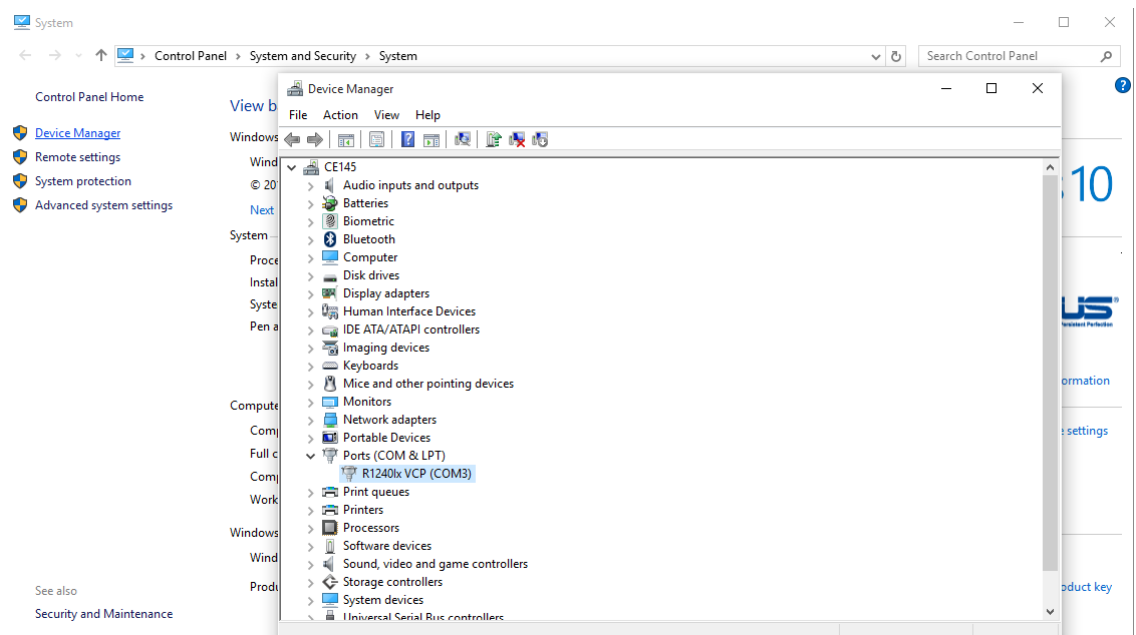 System
Control Panel > System and Security > System
Search Control Panel
Control Panel Home
Device Manager
Remote settings
System protection
Advanced system settings
See also
Security and Maintenance
View b
Windows
Wind
© 20
Next
System
Proce
Instal
Syste
Pen a
Compute
Comp
Full c
Comp
Work
Windows
Wind
Produ
Device Manager
File Action View Help
CE145
Audio inputs and outputs
Batteries
Biometric
Bluetooth
Computer
Disk drives
Display adapters
Human Interface Devices
IDE ATA/ATAPI controllers
Imaging devices
Keyboards
Mice and other pointing devices
Monitors
Network adapters
Portable Devices
Ports (COM & LPT)
R1240Ix VCP (COM3)
Print queues
Printers
Processors
Software devices
Sound, video and game controllers
Storage controllers
System devices
Universal Serial Bus controllers
10
US
Persistent Perfection
ormation
settings
oduct key